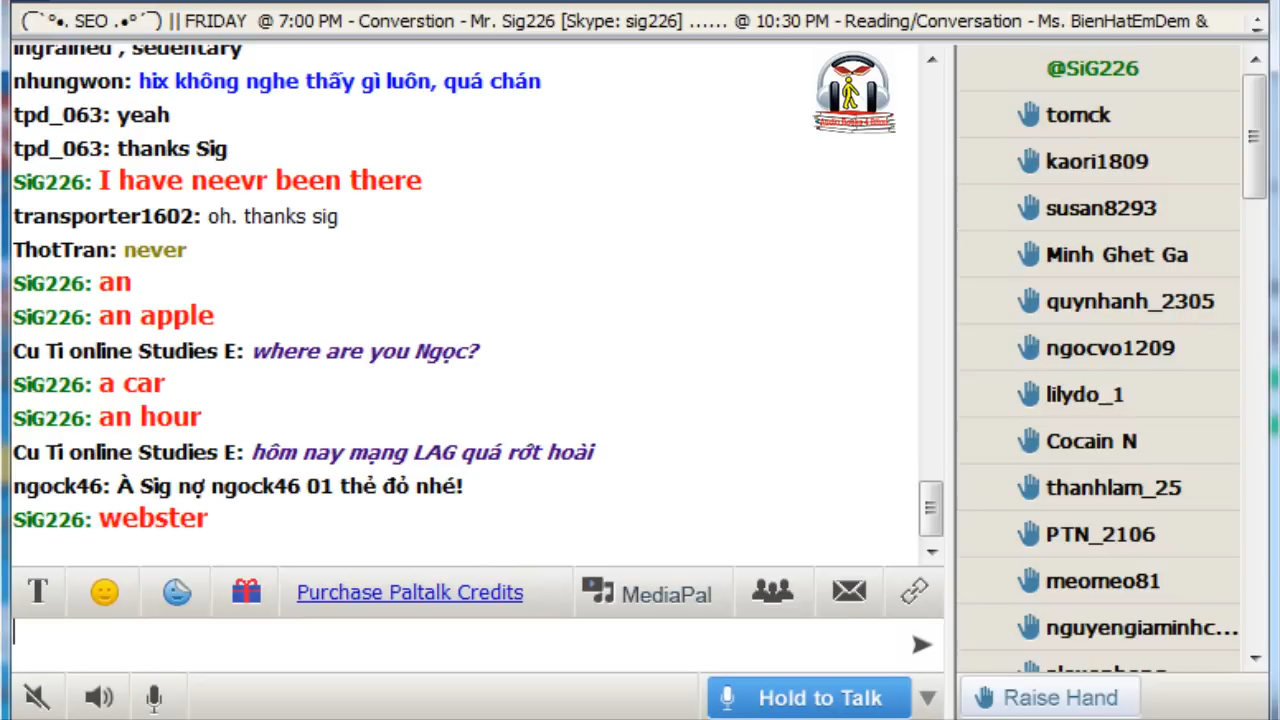 (¯`°•. SEO .•°´¯) || FRIDAY @ 7:00 PM - Converstion - Mr. Sig226 [Skype: sig226] ...... @ 10:30 PM - Reading/Conversation - Ms. BienHatEmDem &
ingrained , sedentary
nhungwon: hix không nghe thấy gì luôn, quá chán
tpd_063: yeah
tpd_063: thanks Sig
SiG226: I have neevr been there
transporter1602: oh. thanks sig
ThotTran: never
SiG226: an
SiG226: an apple
Cu Ti online Studies E: where are you Ngọc?
SiG226: a car
SiG226: an hour
Cu Ti online Studies E: hôm nay mạng LAG quá rớt hoài
ngock46: À Sig nợ ngock46 01 thẻ đỏ nhé!
SiG226: webster
T
Purchase Paltalk Credits
MediaPal
Hold to Talk
@SiG226
tomck
kaori1809
susan8293
Minh Ghet Ga
quynhanh_2305
ngocvo1209
lilydo_1
Cocain N
thanhlam_25
PTN_2106
meomeo81
nguyengiaminhc...
Raise Hand